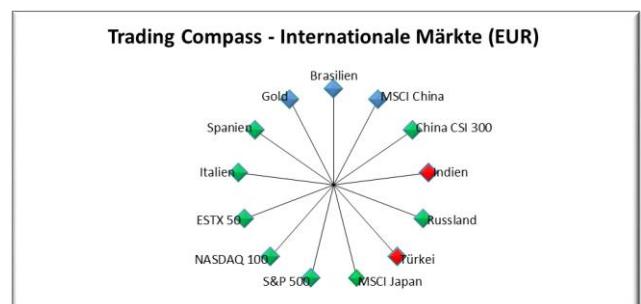 Trading Compass - Internationale Märkte (EUR)
Brasilien
Gold
MSCI China
Spanien
China CSI 300
Italien
Indien
ESTX 50
Russland
NASDAQ 100
Türkei
S&P 500
MSCI Japan